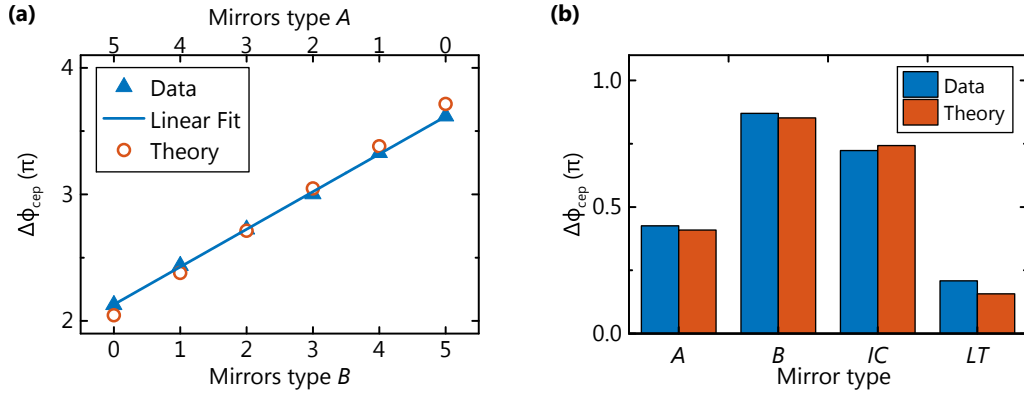 (a)
Mirrors type A
5 4 3 2 1 0
4
3
2
Δϕcep (π)
Data
Linear Fit
Theory
0 1 2 3 4 5
Mirrors type B
(b)
1.0
0.5
0.0
Δϕcep (π)
Data
Theory
A B IC LT
Mirror type